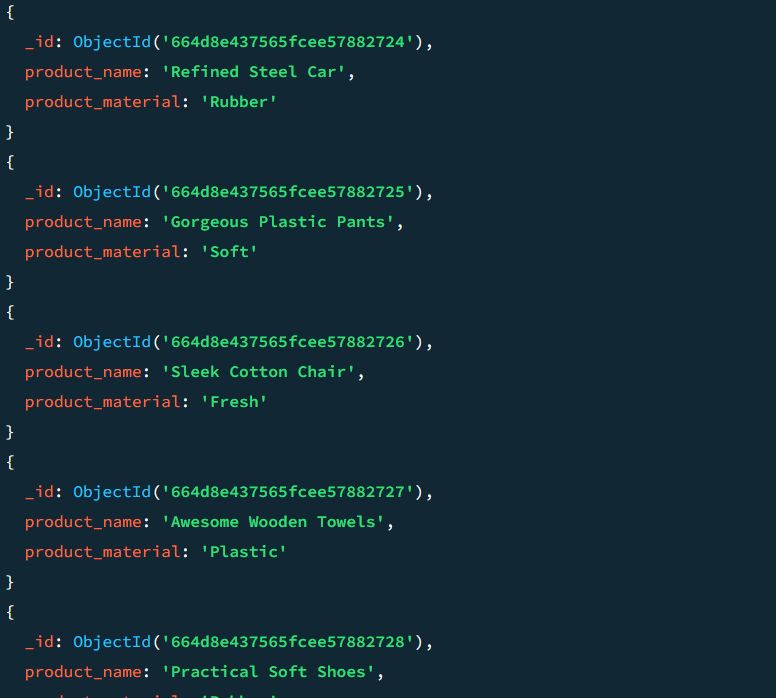 {
  _id: ObjectId('664d8e437565fcee57882724'),
  product_name: 'Refined Steel Car',
  product_material: 'Rubber'
}
{
  _id: ObjectId('664d8e437565fcee57882725'),
  product_name: 'Gorgeous Plastic Pants',
  product_material: 'Soft'
}
{
  _id: ObjectId('664d8e437565fcee57882726'),
  product_name: 'Sleek Cotton Chair',
  product_material: 'Fresh'
}
{
  _id: ObjectId('664d8e437565fcee57882727'),
  product_name: 'Awesome Wooden Towels',
  product_material: 'Plastic'
}
{
  _id: ObjectId('664d8e437565fcee57882728'),
  product_name: 'Practical Soft Shoes',